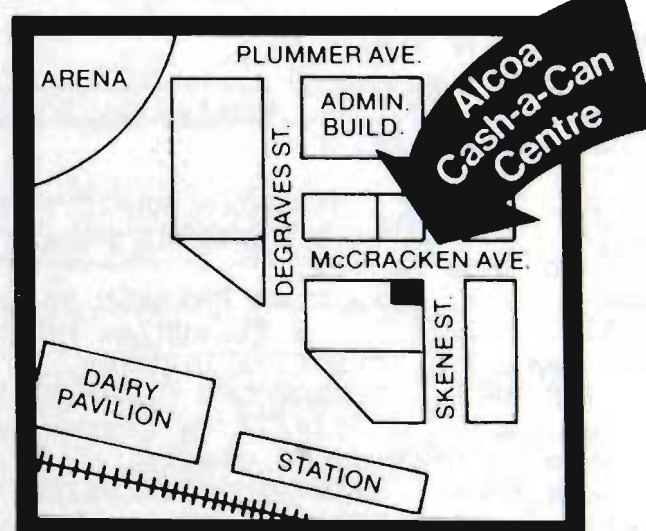 PLUMMER AVE.
ARENA
ADMIN.
BUILD.
Alcoa
Cash-a-Can
Centre
DEGRAVES ST.
McCRACKEN AVE.
SKENE ST.
DAIRY
PAVILION
STATION